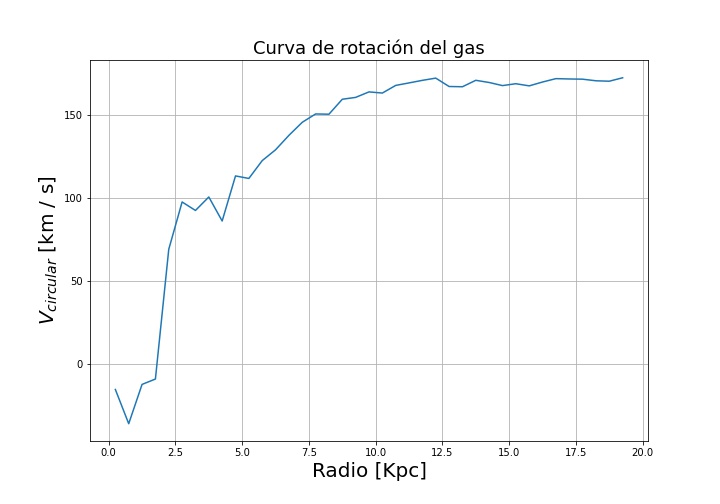 Curva de rotación del gas
V_circular [km / s]
150
100
50
0
0.0 2.5 5.0 7.5 10.0 12.5 15.0 17.5 20.0
Radio [Kpc]